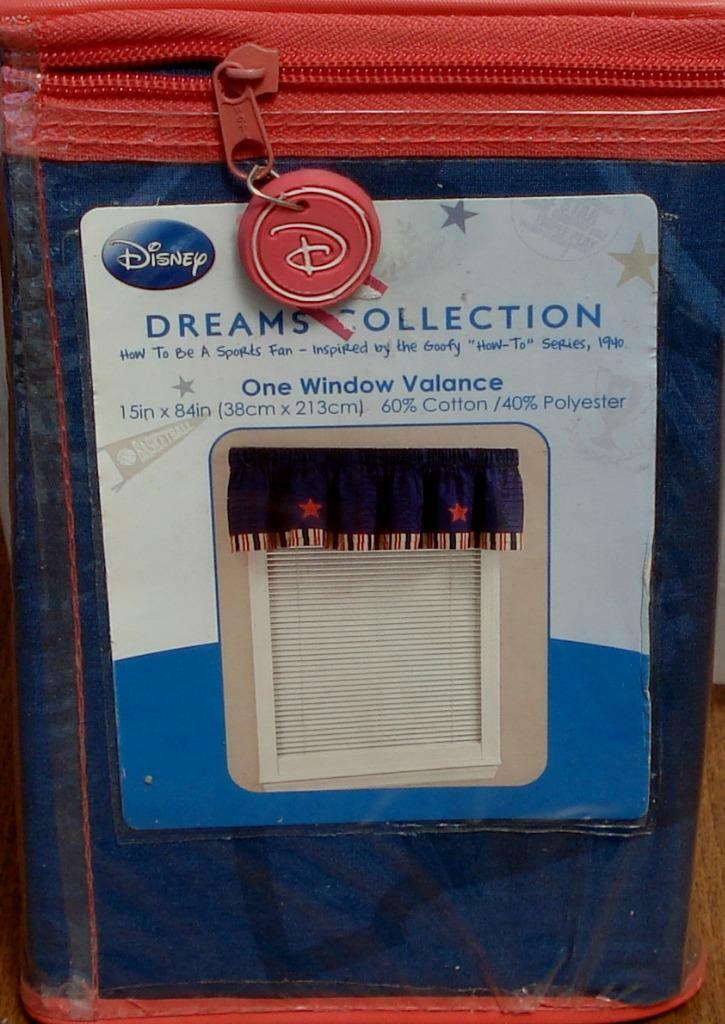 D
Disney
DREAMS COLLECTION
How To Be A Sports Fan - Inspired by the Goofy "How-To" Series, 1940
One Window Valance
15in x 84in (38cm x 213cm) 60% Cotton /40% Polyester
BASKETBALL